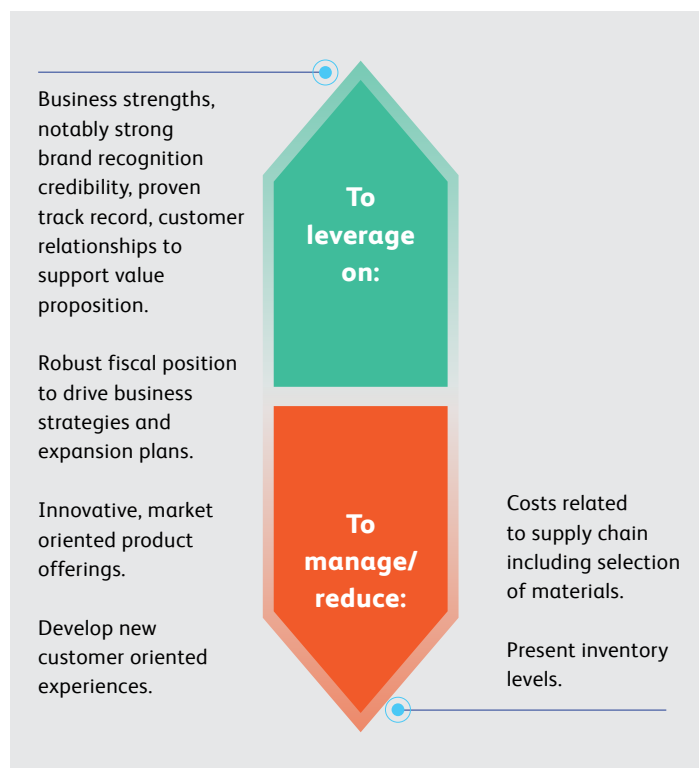 Business strengths,
notably strong
brand recognition
credibility, proven
track record, customer
relationships to
support value
proposition.
Robust fiscal position
to drive business
strategies and
expansion plans.
Innovative, market
oriented product
offerings.
Develop new
customer oriented
experiences.
To
leverage
on:
To
manage/
reduce:
Costs related
to supply chain
including selection
of materials.
Present inventory
levels.